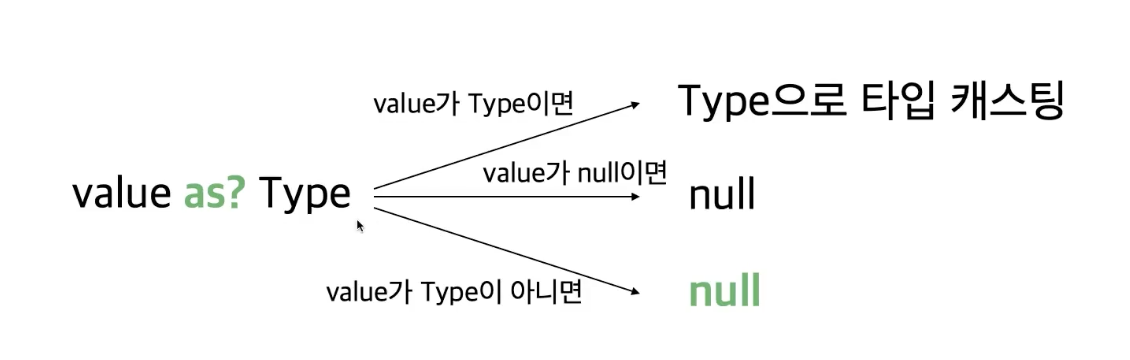 value가 Type이면
Type으로 타입 캐스팅
value가 null이면
value as? Type
null
value가 Type이 아니면
null